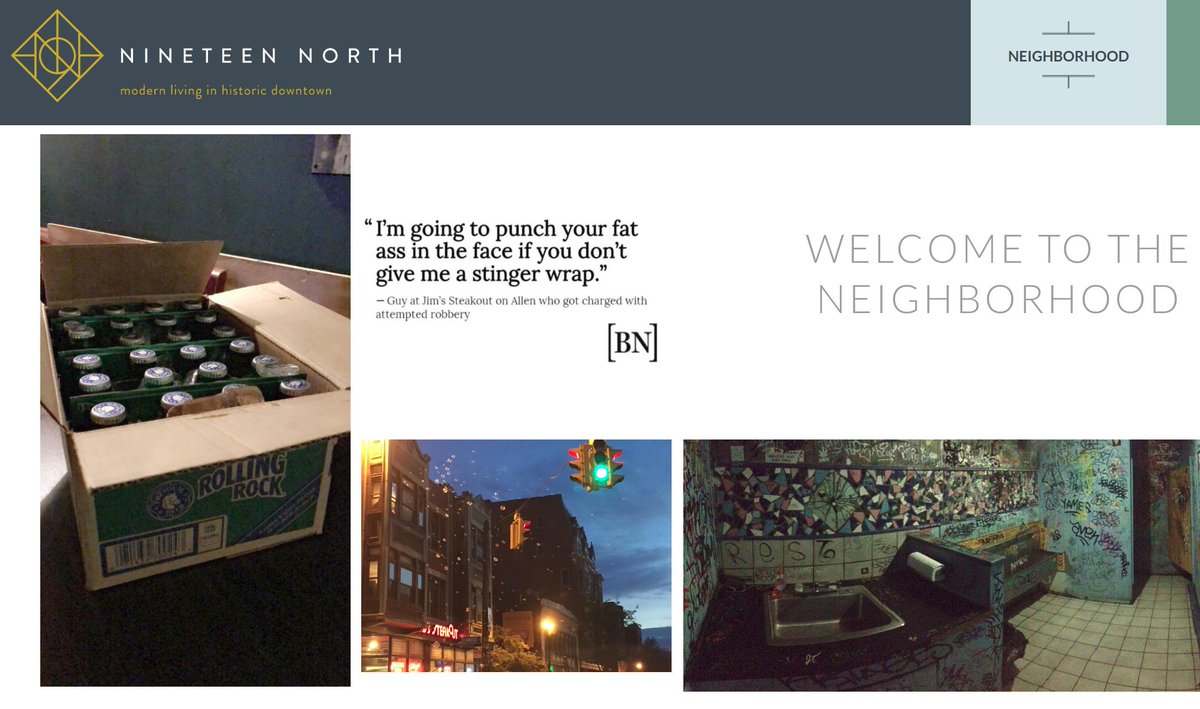 NINETEEN NORTH
modern living in historic downtown
NEIGHBORHOOD
“ I’m going to punch your fat
ass in the face if you don’t
give me a stinger wrap.”
— Guy at Jim’s Steakout on Allen who got charged with
attempted robbery
[BN]
WELCOME TO THE
NEIGHBORHOOD
ROLLING
ROCK